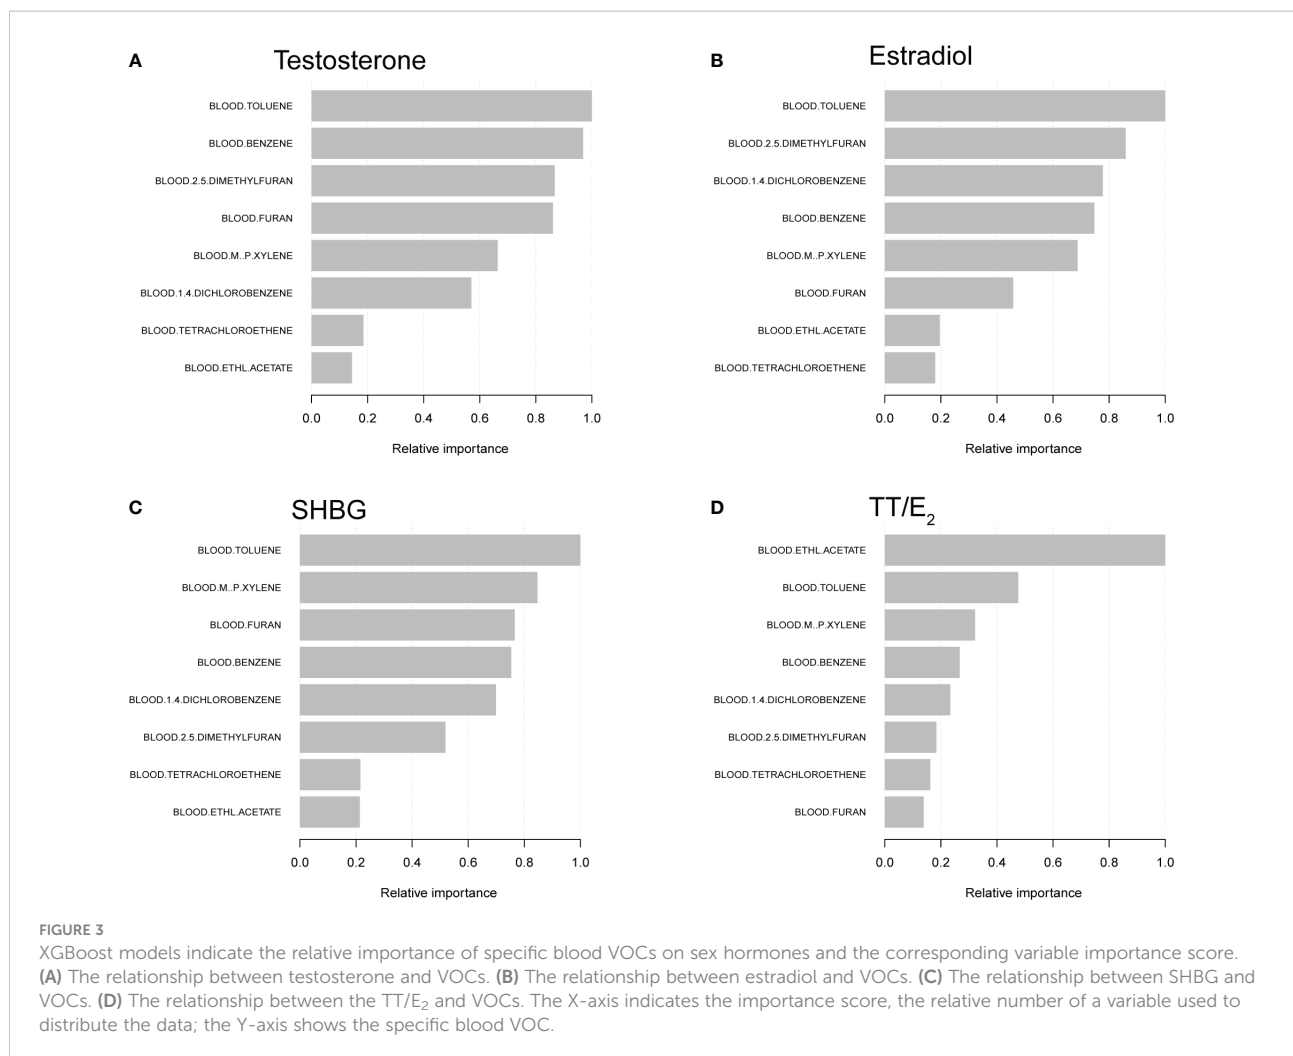 A
Testosterone
BLOOD.TOLUENE
BLOOD.BENZENE
BLOOD.2.5.DIMETHYLFURAN
BLOOD.FURAN
BLOOD.M..P.XYLENE
BLOOD.1.4.DICHLOROBENZENE
BLOOD.TETRACHLOROETHENE
BLOOD.ETHL.ACETATE
0.0 0.2 0.4 0.6 0.8 1.0
Relative importance
B
Estradiol
BLOOD.TOLUENE
BLOOD.2.5.DIMETHYLFURAN
BLOOD.1.4.DICHLOROBENZENE
BLOOD.BENZENE
BLOOD.M..P.XYLENE
BLOOD.FURAN
BLOOD.ETHL.ACETATE
BLOOD.TETRACHLOROETHENE
0.0 0.2 0.4 0.6 0.8 1.0
Relative importance
C
SHBG
BLOOD.TOLUENE
BLOOD.M..P.XYLENE
BLOOD.FURAN
BLOOD.BENZENE
BLOOD.1.4.DICHLOROBENZENE
BLOOD.2.5.DIMETHYLFURAN
BLOOD.TETRACHLOROETHENE
BLOOD.ETHL.ACETATE
0.0 0.2 0.4 0.6 0.8 1.0
Relative importance
D
TT/E2
BLOOD.ETHL.ACETATE
BLOOD.TOLUENE
BLOOD.M..P.XYLENE
BLOOD.BENZENE
BLOOD.1.4.DICHLOROBENZENE
BLOOD.2.5.DIMETHYLFURAN
BLOOD.TETRACHLOROETHENE
BLOOD.FURAN
0.0 0.2 0.4 0.6 0.8 1.0
Relative importance
FIGURE 3
XGBoost models indicate the relative importance of specific blood VOCs on sex hormones and the corresponding variable importance score.
(A) The relationship between testosterone and VOCs. (B) The relationship between estradiol and VOCs. (C) The relationship between SHBG and
VOCs. (D) The relationship between the TT/E2 and VOCs. The X-axis indicates the importance score, the relative number of a variable used to
distribute the data; the Y-axis shows the specific blood VOC.